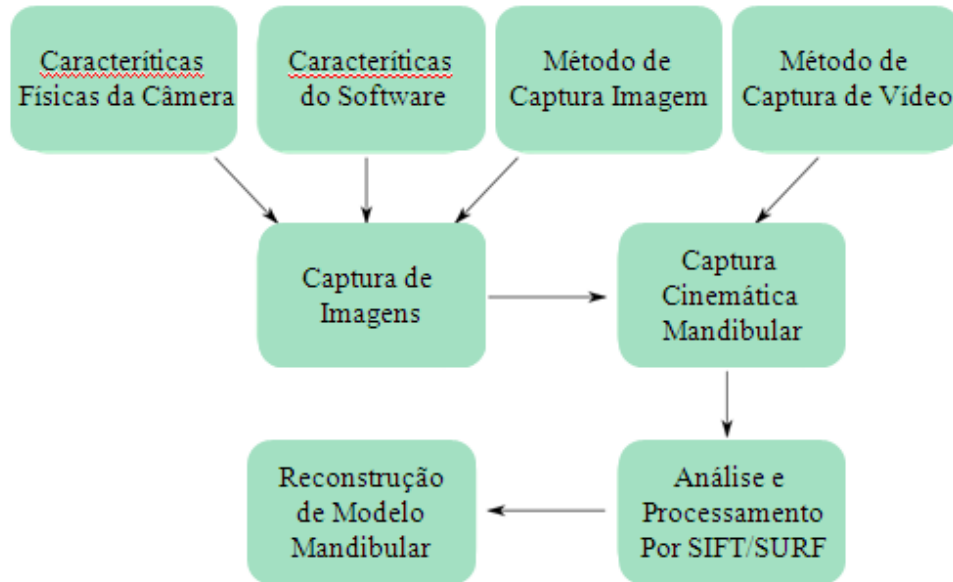 Caracteríticas
Físicas da Câmera
Caracteríticas
do Software
Método de
Captura Imagem
Método de
Captura de Vídeo
Captura de
Imagens
Captura
Cinemática
Mandibular
Reconstrução
de Modelo
Mandibular
Análise e
Processamento
Por SIFT/SURF